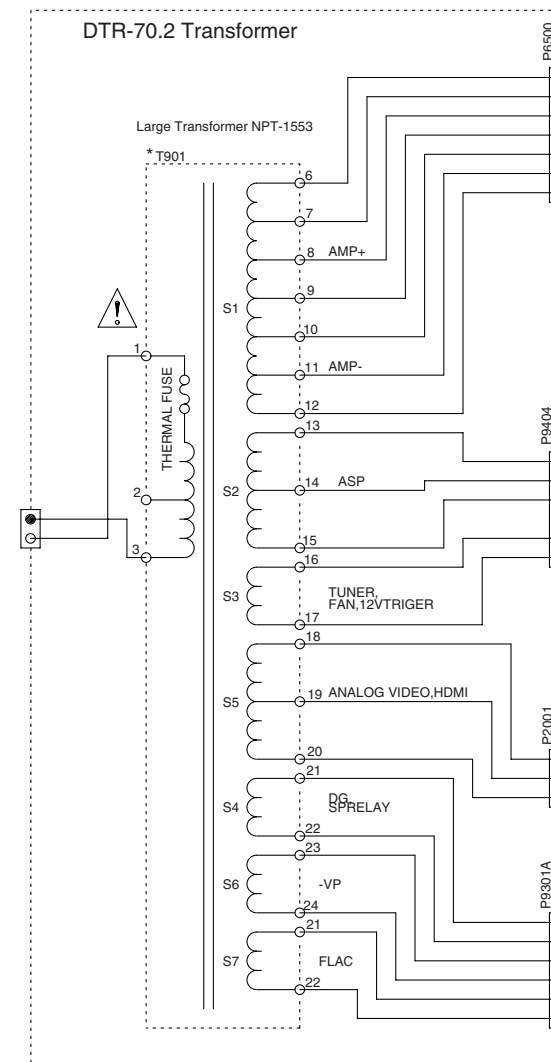 DTR-70.2 Transformer
P6500
Large Transformer NPT-1553
* T901
6
7
8 AMP+
9
S1
10
!
1
11 AMP-
THERMAL FUSE
12
13
P9404
S2
14 ASP
2
15
3
16
S3
TUNER,
FAN,12VTRIGER
17
18
S5
19 ANALOG VIDEO,HDMI
P2001
20
21
S4
DG,
SPRELAY
22
23
P9301A
S6
-VP
24
21
S7
FLAC
22